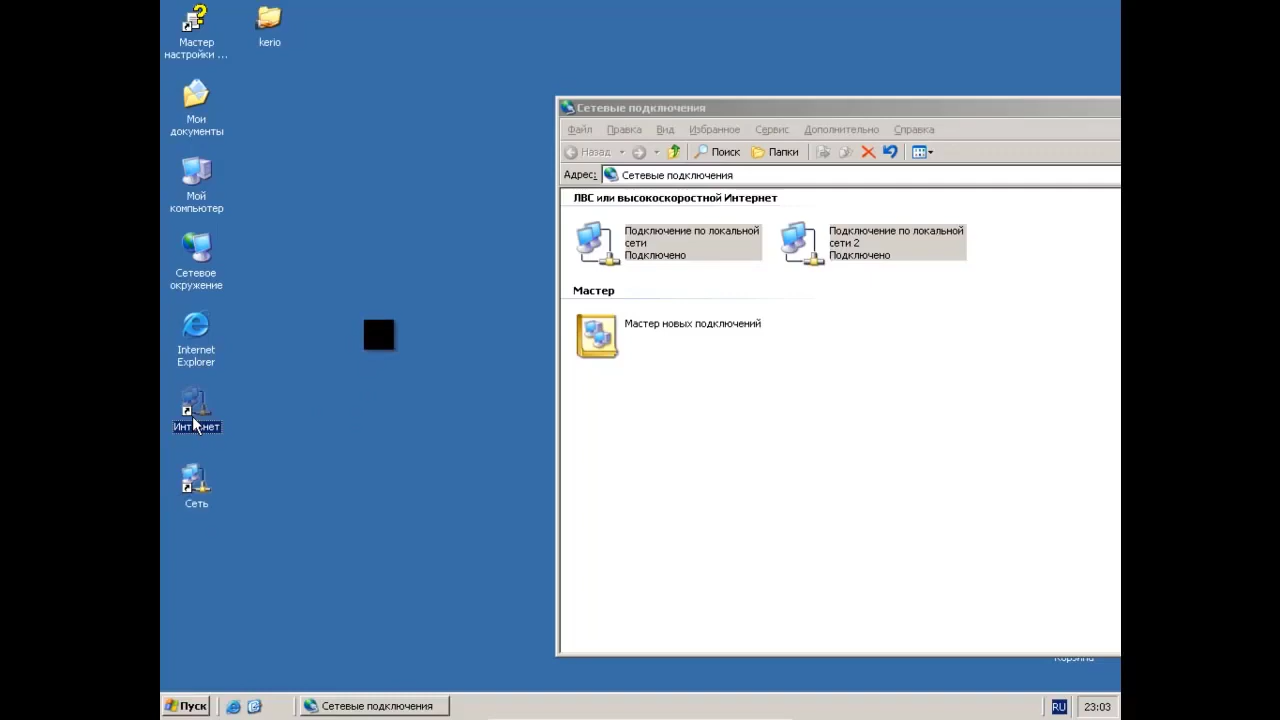 Мастер
настройки ...
kerio
Мои
документы
Мой
компьютер
Сетевое
окружение
Internet
Explorer
Интернет
Сеть
Сетевые подключения
Файл Правка Вид Избранное Сервис Дополнительно Справка
Назад Поиск Папки
Адрес: Сетевые подключения
ЛВС или высокоскоростной Интернет
Подключение по локальной
сети
Подключено
Подключение по локальной
сети 2
Подключено
Мастер
Мастер новых подключений
Корзина
Пуск Сетевые подключения RU 23:03